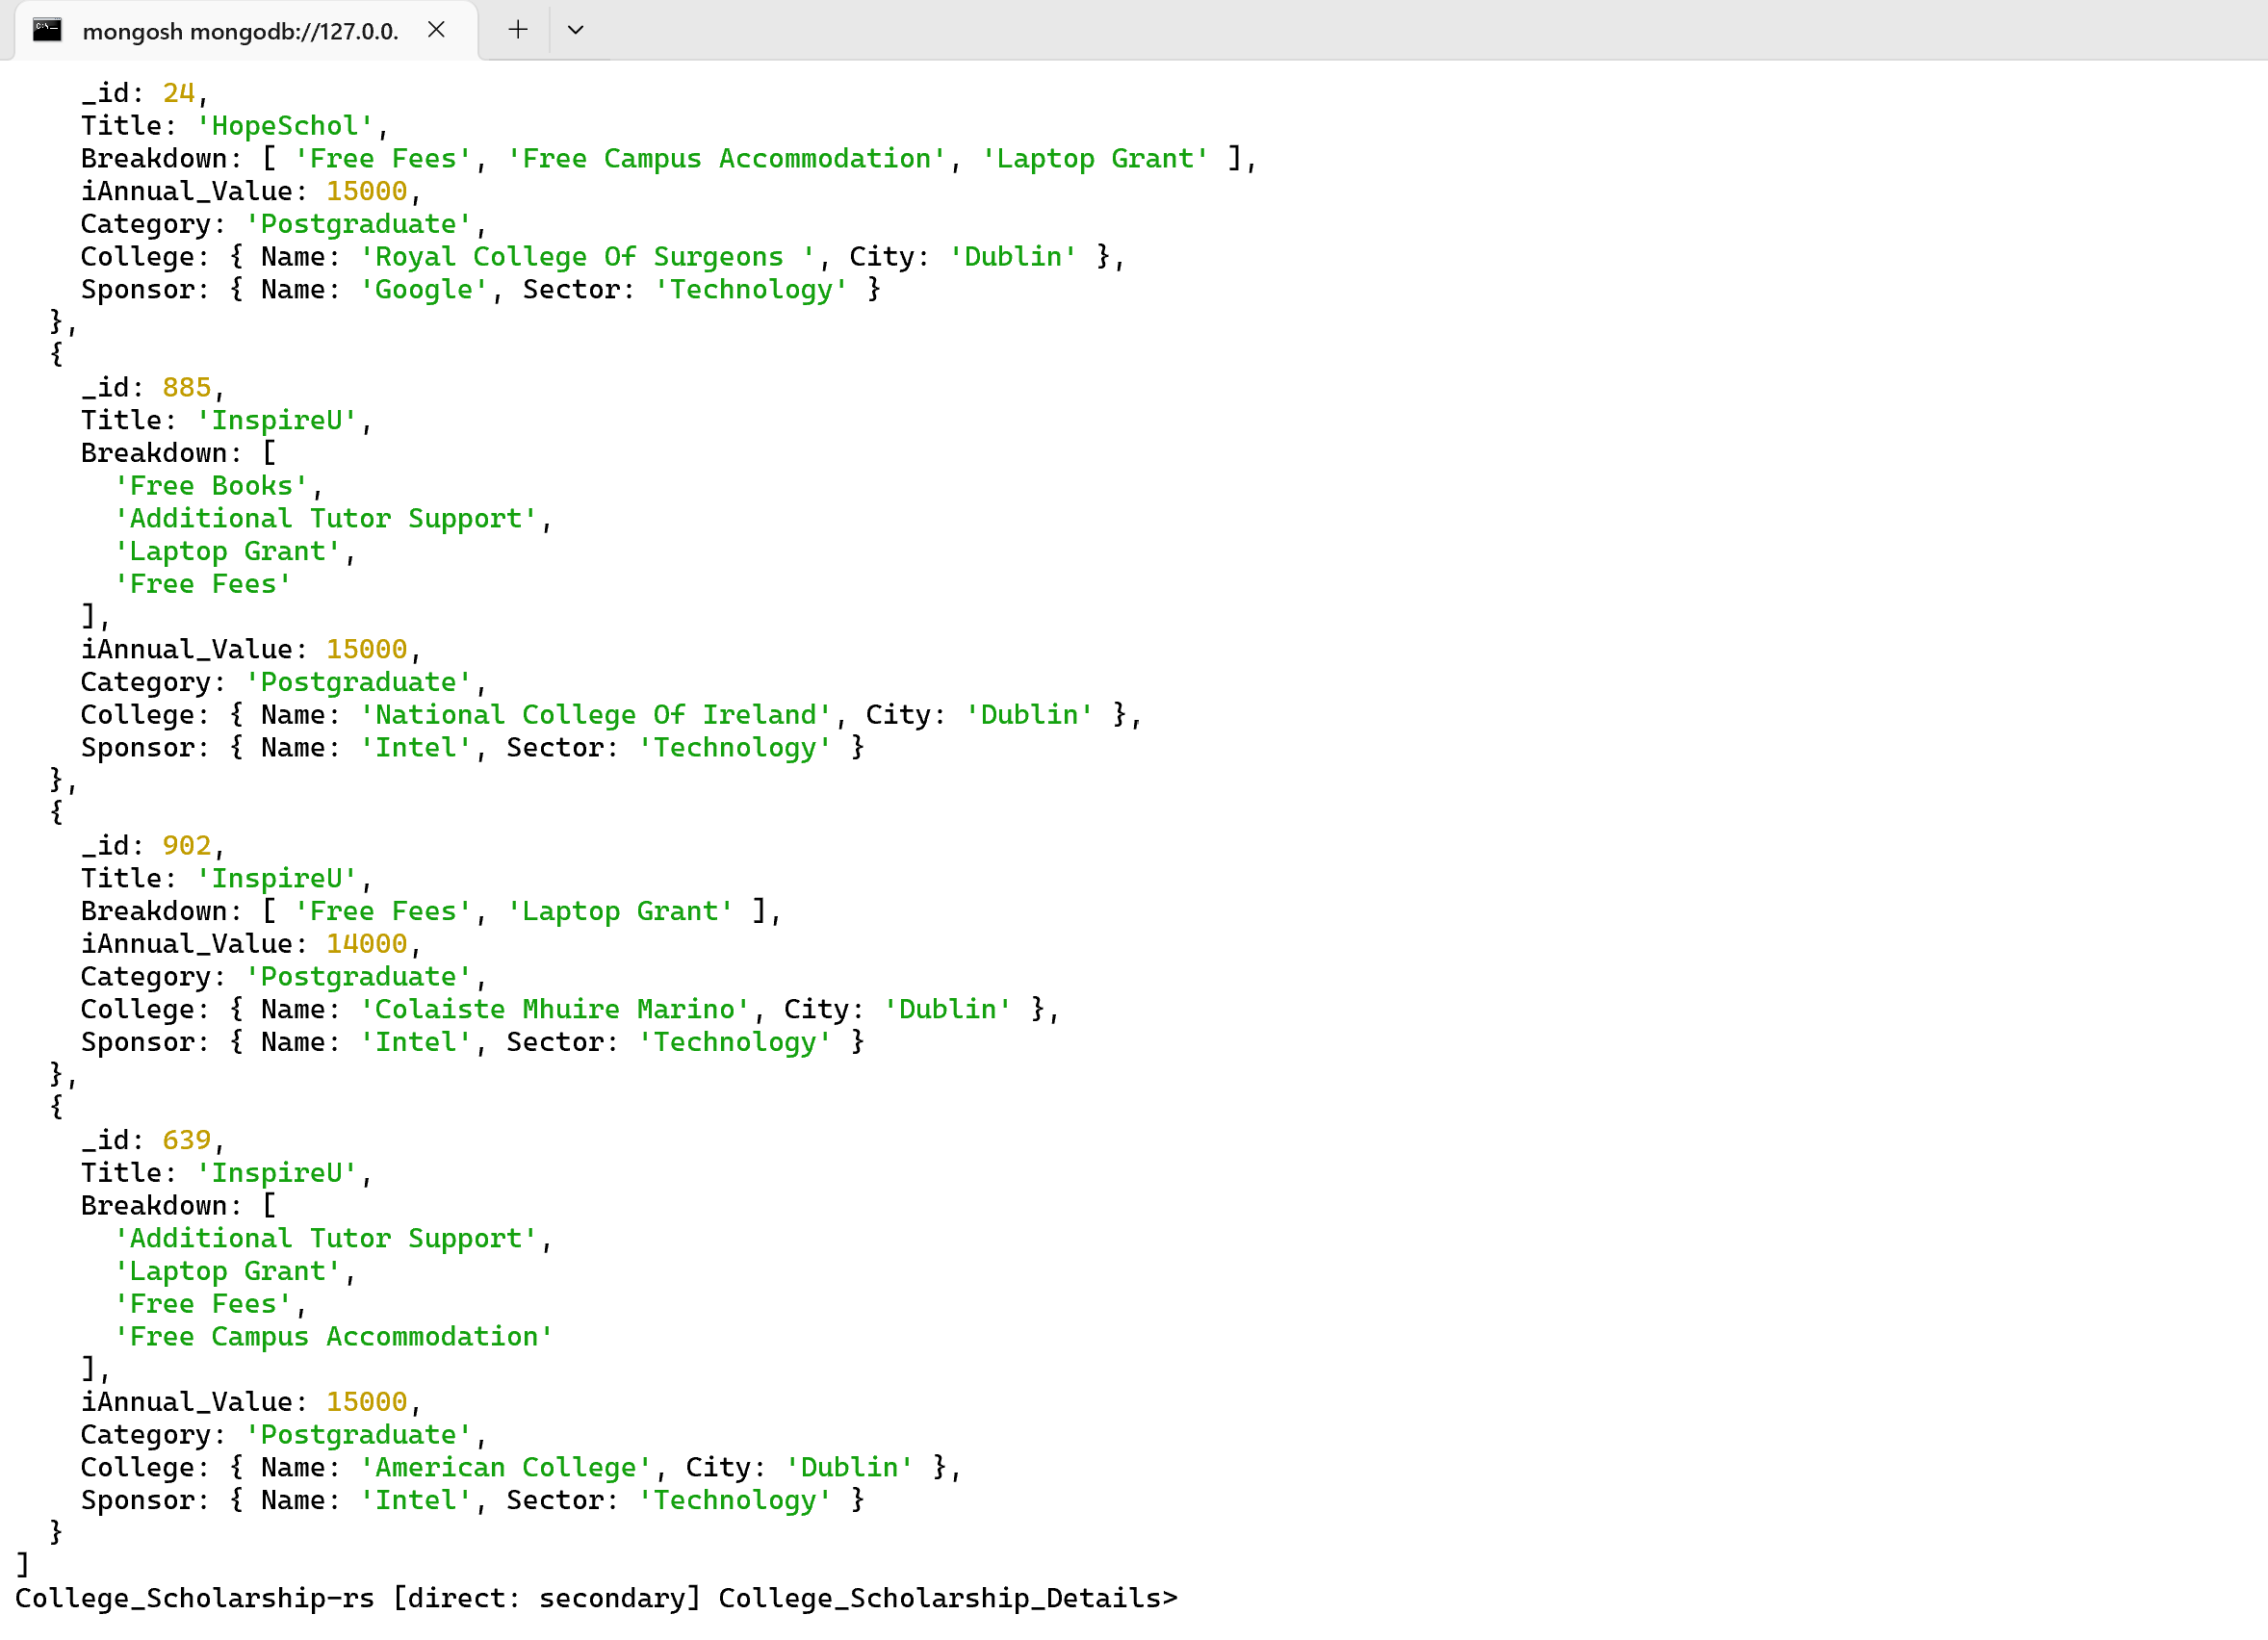 mongosh mongodb://127.0.0.
_id: 24,
Title: 'HopeSchol',
Breakdown: [ 'Free Fees', 'Free Campus Accommodation', 'Laptop Grant' ],
iAnnual_Value: 15000,
Category: 'Postgraduate',
College: { Name: 'Royal College Of Surgeons ', City: 'Dublin' },
Sponsor: { Name: 'Google', Sector: 'Technology' }
},
{
_id: 885,
Title: 'InspireU',
Breakdown: [
'Free Books',
'Additional Tutor Support',
'Laptop Grant',
'Free Fees'
],
iAnnual_Value: 15000,
Category: 'Postgraduate',
College: { Name: 'National College Of Ireland', City: 'Dublin' },
Sponsor: { Name: 'Intel', Sector: 'Technology' }
},
{
_id: 902,
Title: 'InspireU',
Breakdown: [ 'Free Fees', 'Laptop Grant' ],
iAnnual_Value: 14000,
Category: 'Postgraduate',
College: { Name: 'Colaiste Mhuire Marino', City: 'Dublin' },
Sponsor: { Name: 'Intel', Sector: 'Technology' }
},
{
_id: 639,
Title: 'InspireU',
Breakdown: [
'Additional Tutor Support',
'Laptop Grant',
'Free Fees',
'Free Campus Accommodation'
],
iAnnual_Value: 15000,
Category: 'Postgraduate',
College: { Name: 'American College', City: 'Dublin' },
Sponsor: { Name: 'Intel', Sector: 'Technology' }
}
]
College_Scholarship-rs [direct: secondary] College_Scholarship_Details>